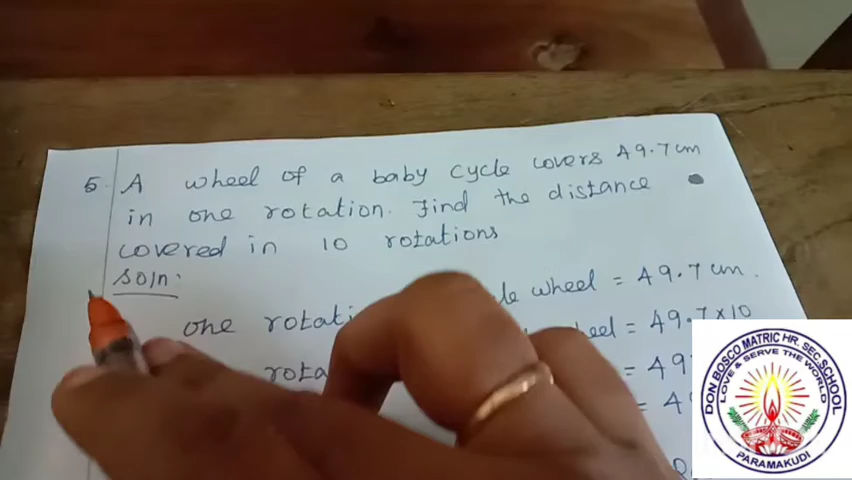 5. A wheel of a baby cycle covers 49.7 cm
in one rotation. Find the distance
covered in 10 rotations
Soln:
one wheel = 49.7 cm.
= 49.7 × 10
=
=
DON BOSCO MATRIC HR. SEC. SCHOOL
LOVE & SERVE THE WORLD
PARAMAKUDI